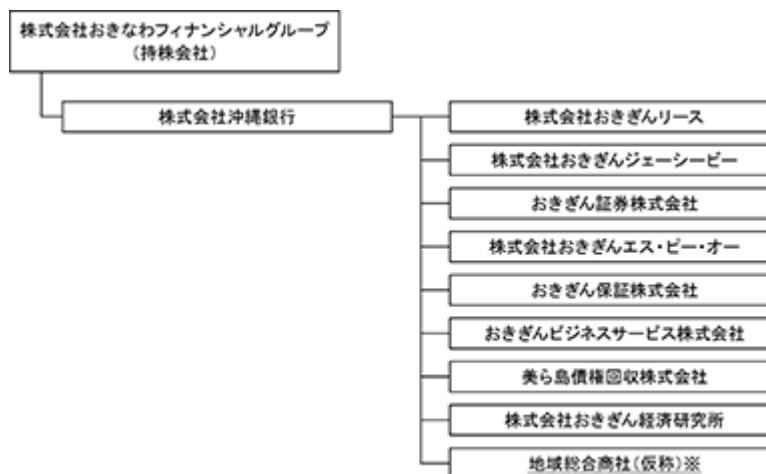 株式会社おきなわフィナンシャルグループ
（持株会社）
株式会社沖縄銀行
株式会社おきぎんリース
株式会社おきぎんジェーシービー
おきぎん証券株式会社
株式会社おきぎんエス・ピー・オー
おきぎん保証株式会社
おきぎんビジネスサービス株式会社
美ら島債権回収株式会社
株式会社おきぎん経済研究所
地域総合商社（仮称）※